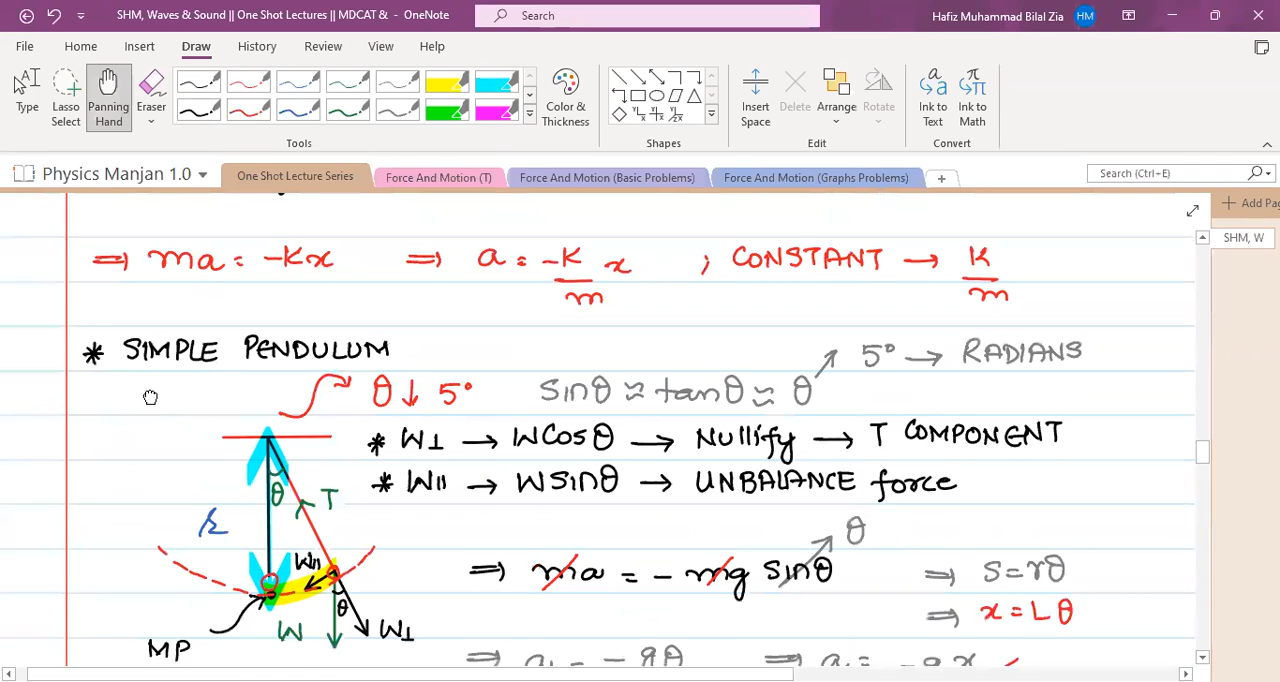 SHM, Waves & Sound || One Shot Lectures || MDCAT & - OneNote
Search
Hafiz Muhammad Bilal Zia HM
File Home Insert Draw History Review View Help
Type
Lasso Select
Panning Hand
Eraser
Color & Thickness
Insert Space
Delete
Arrange
Rotate
Ink to Text
Ink to Math
Tools
Shapes
Edit
Convert
Physics Manjan 1.0
One Shot Lecture Series
Force And Motion (T)
Force And Motion (Basic Problems)
Force And Motion (Graphs Problems)
Search (Ctrl+E)
Add Pag
SHM, W
⇒ ma = -Kx ⇒ a = -K/m x , CONSTANT → K/m
* SIMPLE PENDULUM
θ ↓ 5° sinθ ≈ tanθ ≈ θ 5° → RADIANS
* W⊥ → WCosθ → Nullify → T COMPONENT
* W|| → WSINθ → UNBALANCE force
θ
T
W||
θ
W
W⊥
MP
⇒ ma = - mg sinθ θ
⇒ s = rθ
⇒ x = Lθ